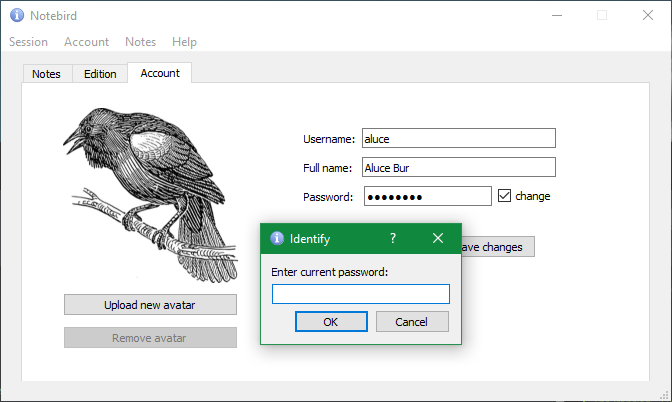 Notebird
Session Account Notes Help
Notes Edition Account
Username: aluce
Full name: Aluce Bur
Password: ●●●●●●●● change
Identify ?
ave changes
Enter current password:
Upload new avatar
OK Cancel
Remove avatar